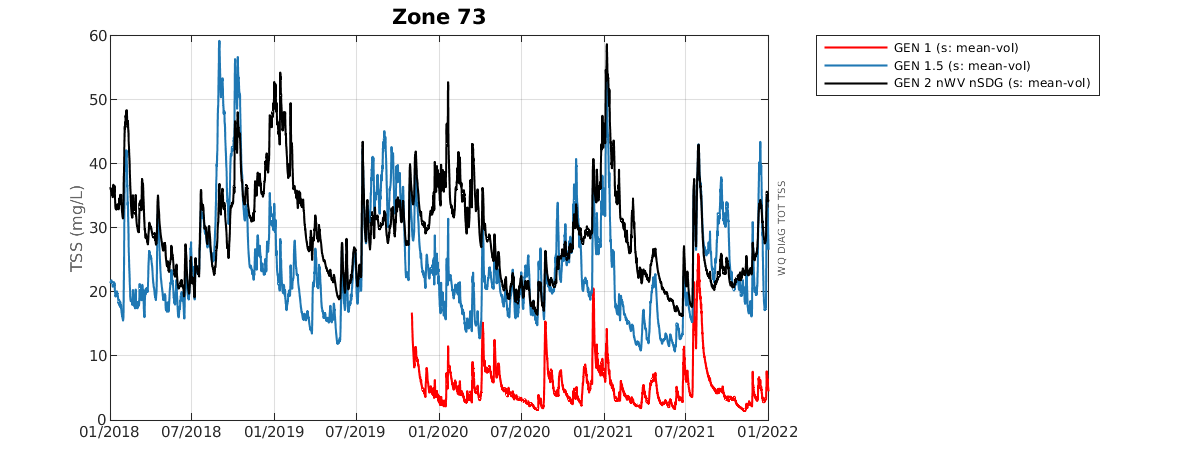 Zone 73
GEN 1 (s: mean-vol)
GEN 1.5 (s: mean-vol)
GEN 2 nWV nSDG (s: mean-vol)
TSS (mg/L)
60
50
40
30
20
10
0
01/2018 07/2018 01/2019 07/2019 01/2020 07/2020 01/2021 07/2021 01/2022
WQ DIAG TOT TSS